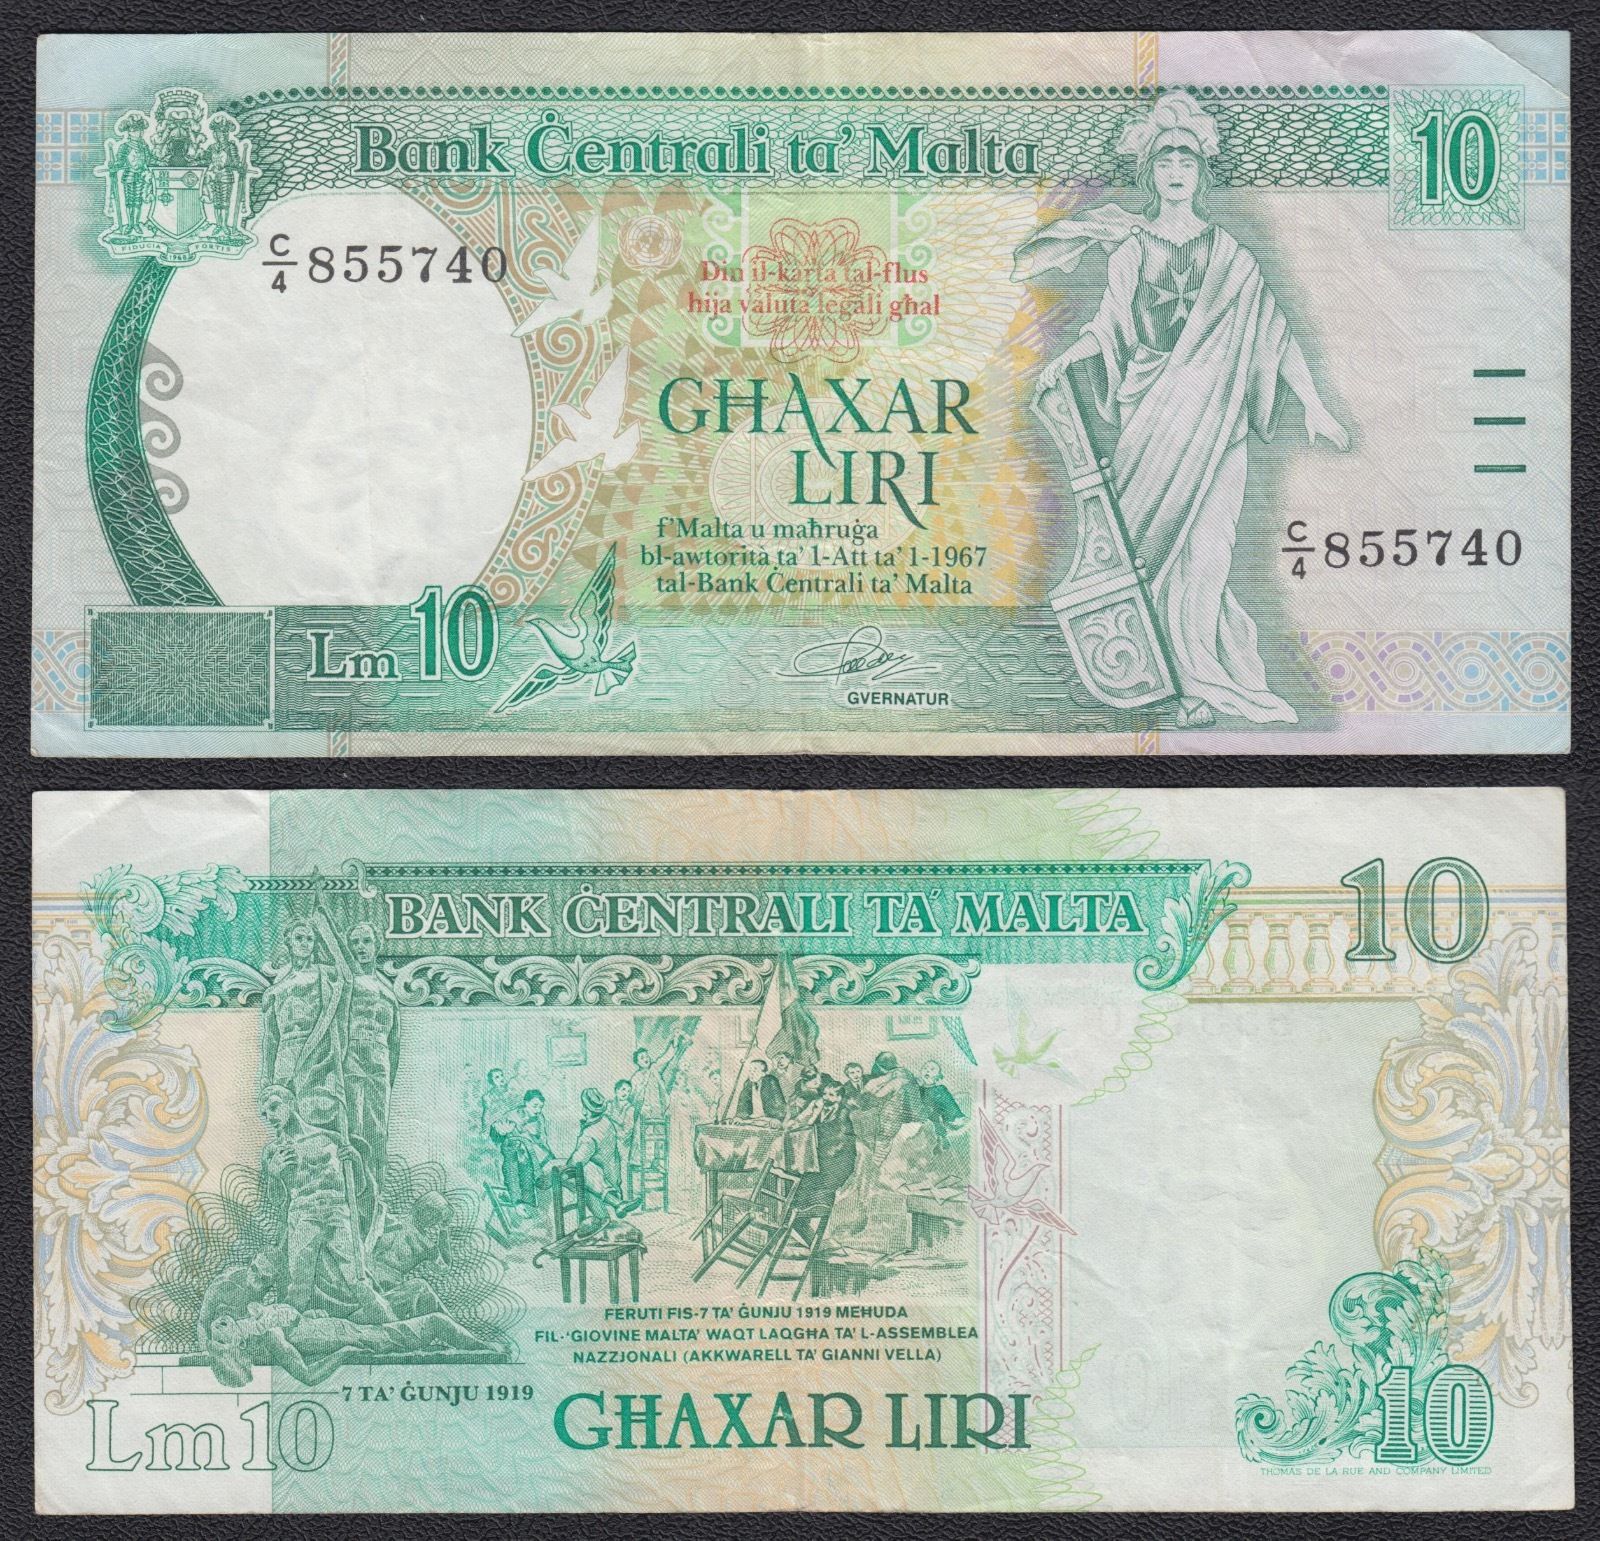 Bank Ċentrali ta' Malta
10
FIDUCIA FORTIS
1988
C/4 855740
Din il-karta tal-flus
hija valuta legali għal
GĦAXAR
LIRI
f'Malta u maħruġa
bl-awtorità ta' l-Att ta' l-1967
tal-Bank Ċentrali ta' Malta
C/4 855740
Lm 10
GVERNATUR
BANK ĊENTRALI TA' MALTA
10
FERUTI FIS-7 TA' ĠUNJU 1919 MEHUDA
FIL-'GIOVINE MALTA' WAQT LAQGĦA TA' L-ASSEMBLEA
NAZZJONALI (AKKWARELL TA' GIANNI VELLA)
7 TA' ĠUNJU 1919
Lm10
GĦAXAR LIRI
10
THOMAS DE LA RUE AND COMPANY LIMITED